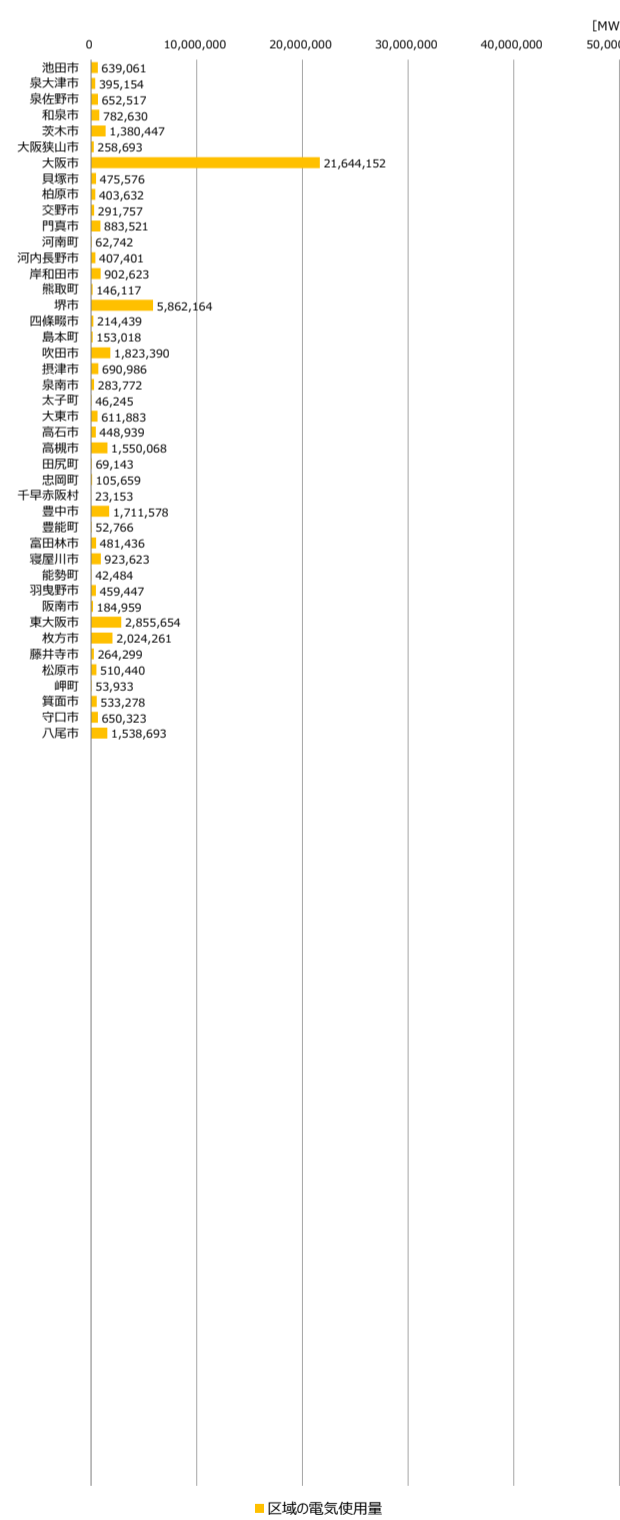 [MW
0 10,000,000 20,000,000 30,000,000 40,000,000 50,00
池田市 639,061
泉大津市 395,154
泉佐野市 652,517
和泉市 782,630
茨木市 1,380,447
大阪狭山市 258,693
大阪市 21,644,152
貝塚市 475,576
柏原市 403,632
交野市 291,757
門真市 883,521
河南町 62,742
河内長野市 407,401
岸和田市 902,623
熊取町 146,117
堺市 5,862,164
四條畷市 214,439
島本町 153,018
吹田市 1,823,390
摂津市 690,986
泉南市 283,772
太子町 46,245
大東市 611,883
高石市 448,939
高槻市 1,550,068
田尻町 69,143
忠岡町 105,659
千早赤阪村 23,153
豊中市 1,711,578
豊能町 52,766
富田林市 481,436
寝屋川市 923,623
能勢町 42,484
羽曳野市 459,447
阪南市 184,959
東大阪市 2,855,654
枚方市 2,024,261
藤井寺市 264,299
松原市 510,440
岬町 53,933
箕面市 533,278
守口市 650,323
八尾市 1,538,693
区域の電気使用量